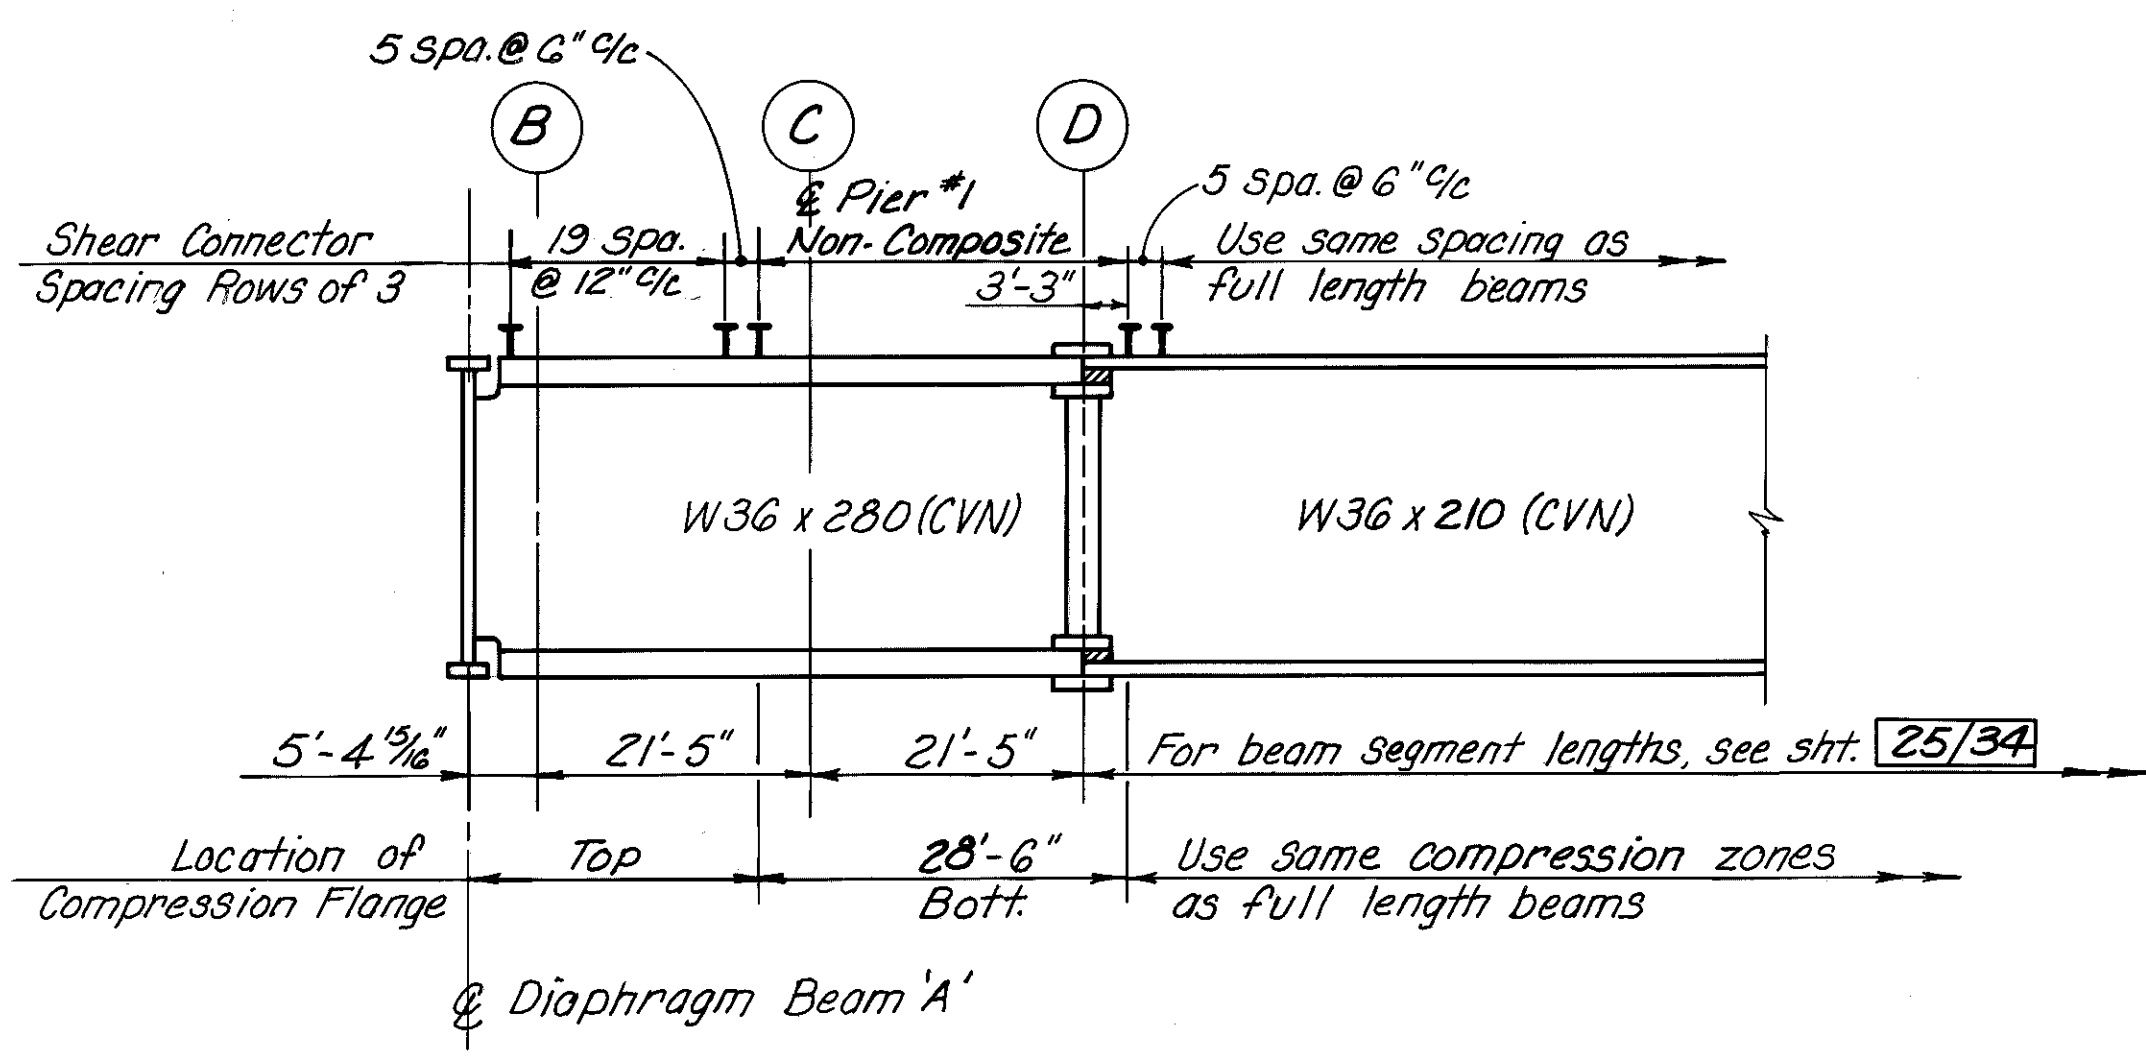 5 spa. @ 6" c/c
B
C
D
℄ Pier #1
5 spa. @ 6" c/c
Shear Connector
Spacing Rows of 3
19 Spa.
@ 12" c/c
Non-Composite
3'-3"
Use same spacing as
full length beams
W36 x 280 (CVN)
W36 x 210 (CVN)
5'-4 15/16"
21'-5"
21'-5"
For beam segment lengths, see sht. 25/34
Location of
Compression Flange
Top
28'-6"
Bott.
Use same compression zones
as full length beams
℄ Diaphragm Beam 'A'